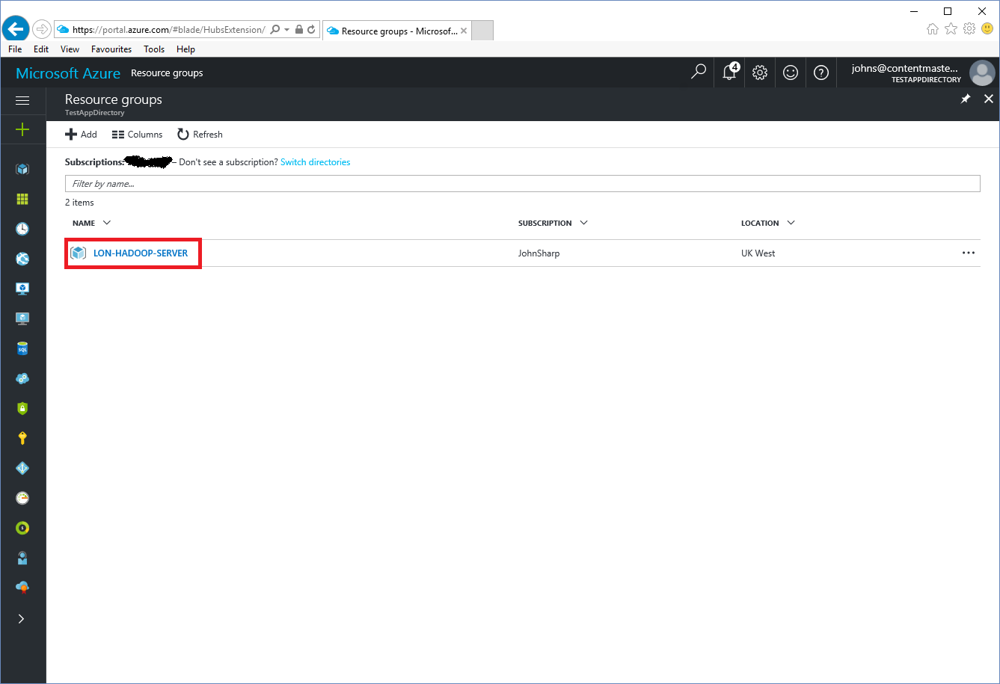 https://portal.azure.com/#blade/HubsExtension/
Resource groups - Microsof...
File Edit View Favourites Tools Help
Microsoft Azure Resource groups
4
johns@contentmaste...
TESTAPPDIRECTORY
Resource groups
TestAppDirectory
Add Columns Refresh
Subscriptions: – Don't see a subscription? Switch directories
Filter by name...
2 items
NAME SUBSCRIPTION LOCATION
LON-HADOOP-SERVER JohnSharp UK West
SQL